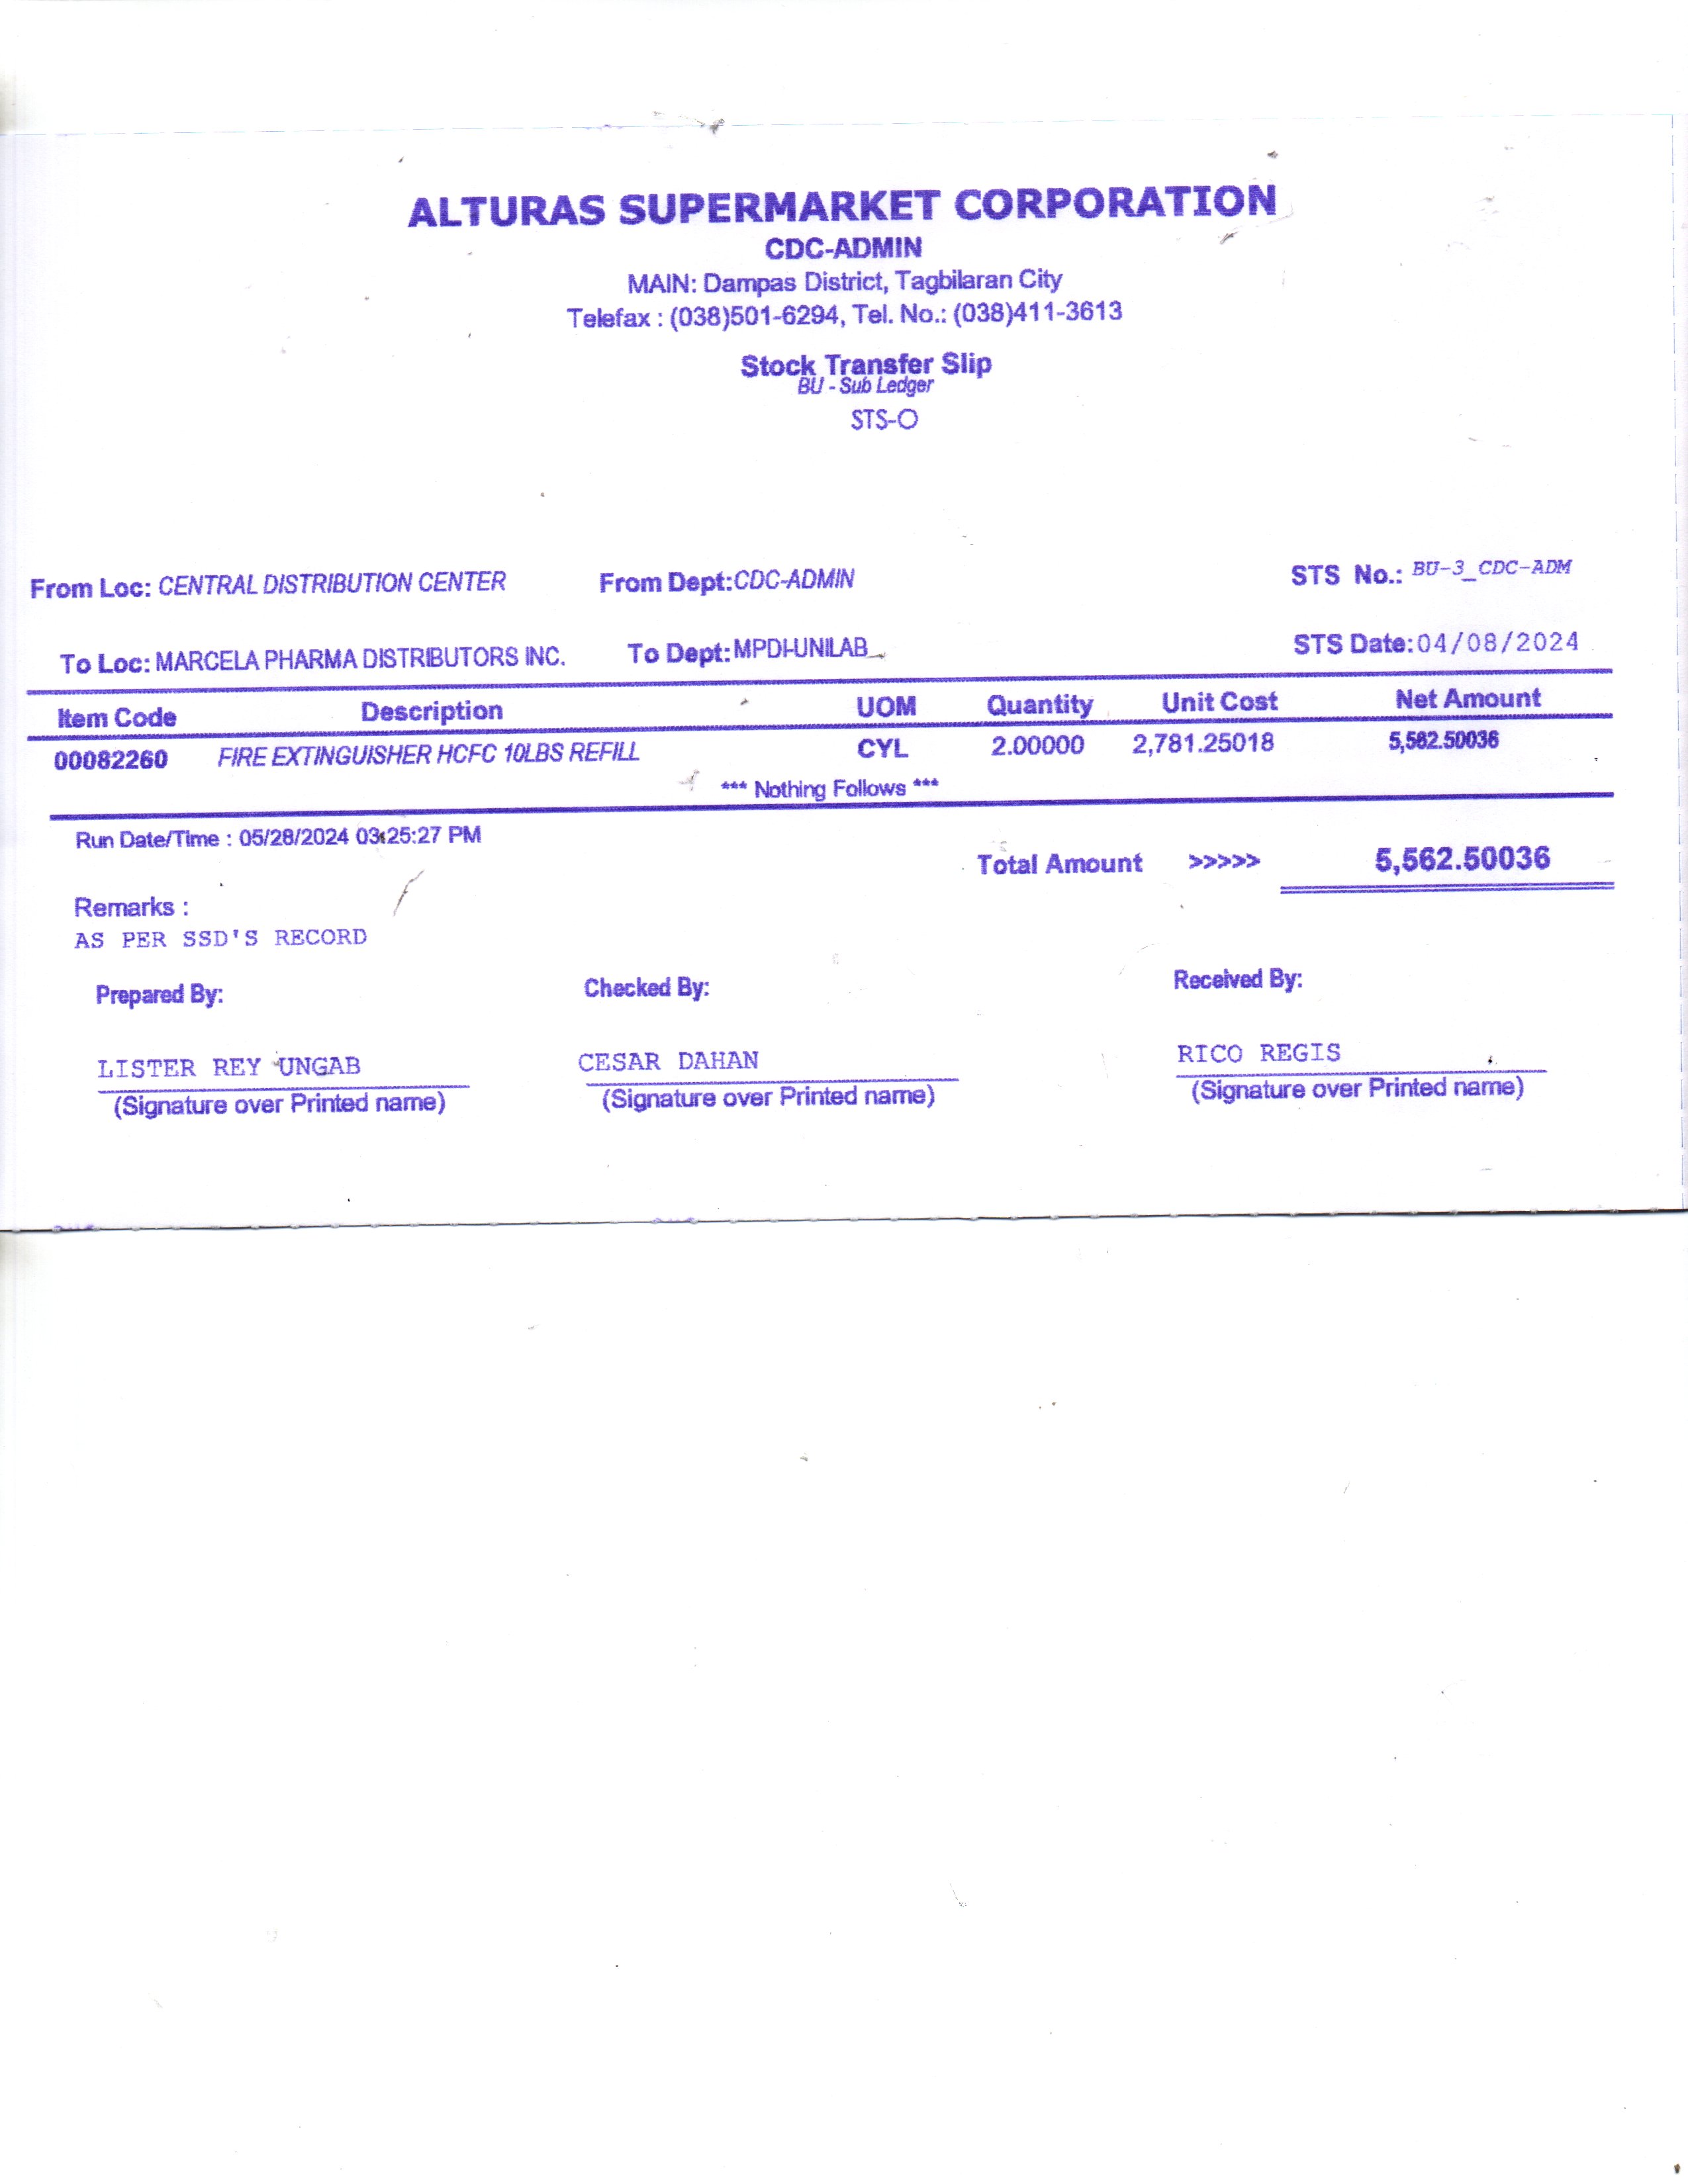 ALTURAS SUPERMARKET CORPORATION
CDC-ADMIN
MAIN: Dampas District, Tagbilaran City
Telefax : (038)501-6294, Tel. No.: (038)411-3613
Stock Transfer Slip
BU - Sub Ledger
STS-O
From Loc: CENTRAL DISTRIBUTION CENTER From Dept: CDC-ADMIN STS No.: BU-3_CDC-ADM
To Loc: MARCELA PHARMA DISTRIBUTORS INC. To Dept: MPDI-UNILAB STS Date: 04/08/2024
Item Code Description UOM Quantity Unit Cost Net Amount
00082260 FIRE EXTINGUISHER HCFC 10LBS REFILL CYL 2.00000 2,781.25018 5,562.50036
*** Nothing Follows ***
Run Date/Time : 05/28/2024 03:25:27 PM
Total Amount >>>>> 5,562.50036
Remarks :
AS PER SSD'S RECORD
Prepared By: Checked By: Received By:
LISTER REY UNGAB CESAR DAHAN RICO REGIS
(Signature over Printed name) (Signature over Printed name) (Signature over Printed name)